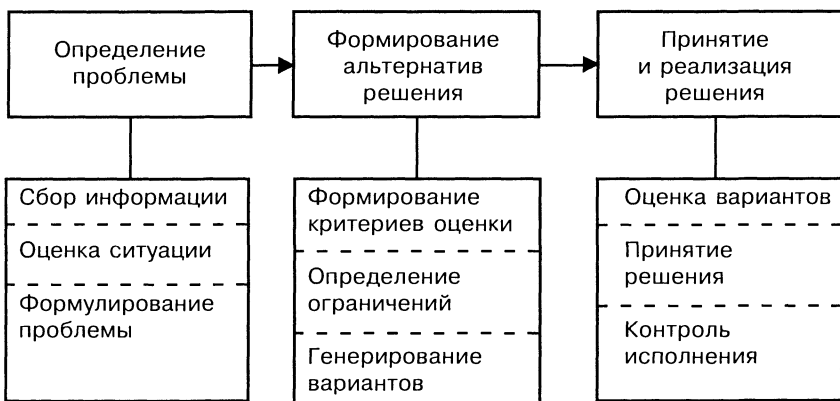 Определение
проблемы
Формирование
альтернатив
решения
Принятие
и реализация
решения
Сбор информации
Оценка ситуации
Формулирование
проблемы
Формирование
критериев оценки
Определение
ограничений
Генерирование
вариантов
Оценка вариантов
Принятие
решения
Контроль
исполнения